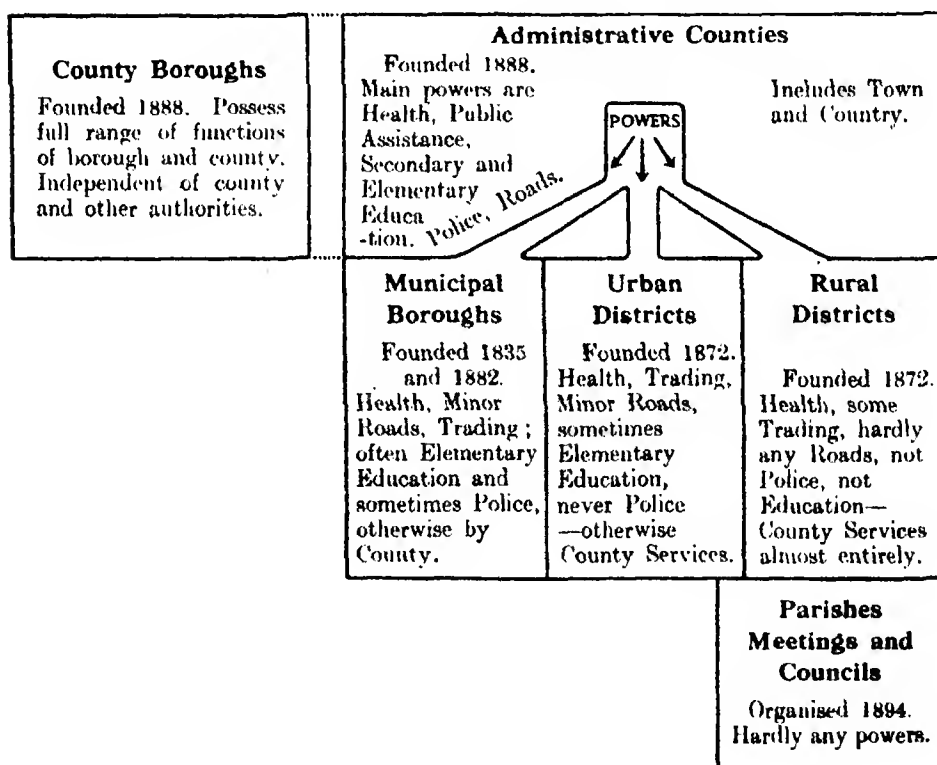 County Boroughs
Founded 1888. Possess
full range of functions
of borough and county.
Independent of county
and other authorities.
Administrative Counties
Founded 1888.
Main powers are
Health, Public
Assistance,
Secondary and
Elementary
Educa
-tion. Police, Roads.
POWERS
Includes Town
and Country.
Municipal
Boroughs
Founded 1835
and 1882.
Health, Minor
Roads, Trading ;
often Elementary
Education and
sometimes Police,
otherwise by
County.
Urban
Districts
Founded 1872.
Health, Trading,
Minor Roads,
sometimes
Elementary
Education,
never Police
—otherwise
County Services.
Rural
Districts
Founded 1872.
Health, some
Trading, hardly
any Roads, not
Police, not
Education—
County Services
almost entirely.
Parishes
Meetings and
Councils
Organised 1894.
Hardly any powers.